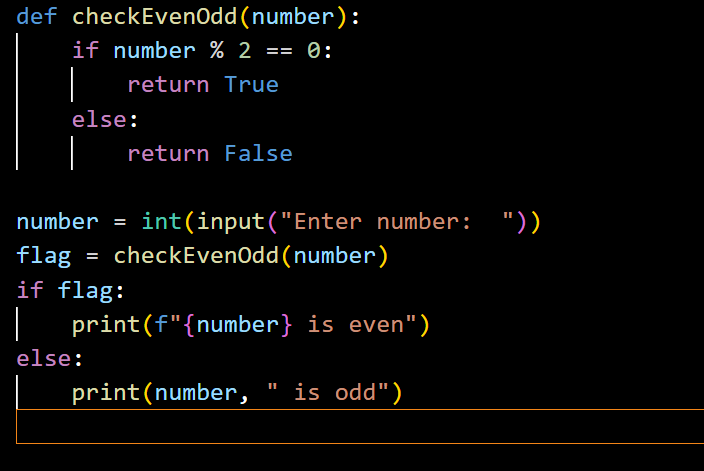 def checkEvenOdd(number):
    if number % 2 == 0:
        return True
    else:
        return False

number = int(input("Enter number:  "))
flag = checkEvenOdd(number)
if flag:
    print(f"{number} is even")
else:
    print(number, " is odd")